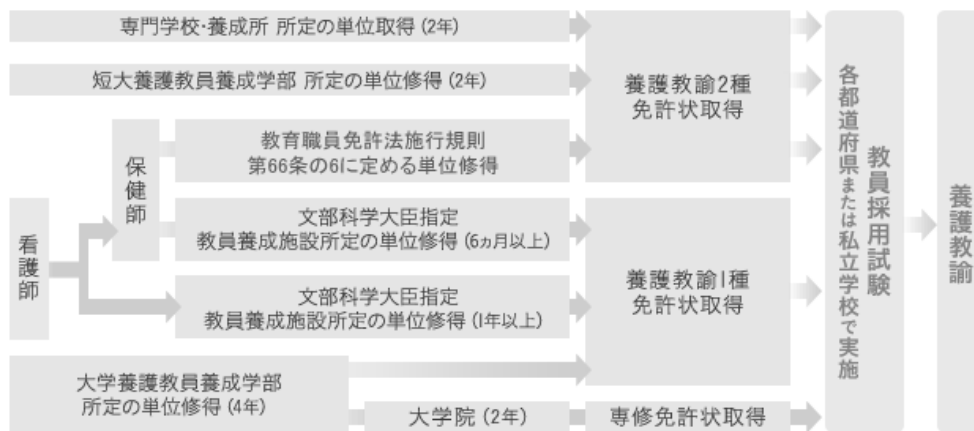 専門学校・養成所 所定の単位取得 (2年)
短大養護教員養成学部 所定の単位修得 (2年)
養護教諭2種
免許状取得
保健師
教育職員免許法施行規則
第66条の6に定める単位修得
看護師
文部科学大臣指定
教員養成施設所定の単位修得 (6ヵ月以上)
文部科学大臣指定
教員養成施設所定の単位修得 (1年以上)
養護教諭1種
免許状取得
大学養護教員養成学部
所定の単位修得 (4年)
大学院 (2年)
専修免許状取得
教員採用試験
各都道府県または私立学校で実施
養護教諭